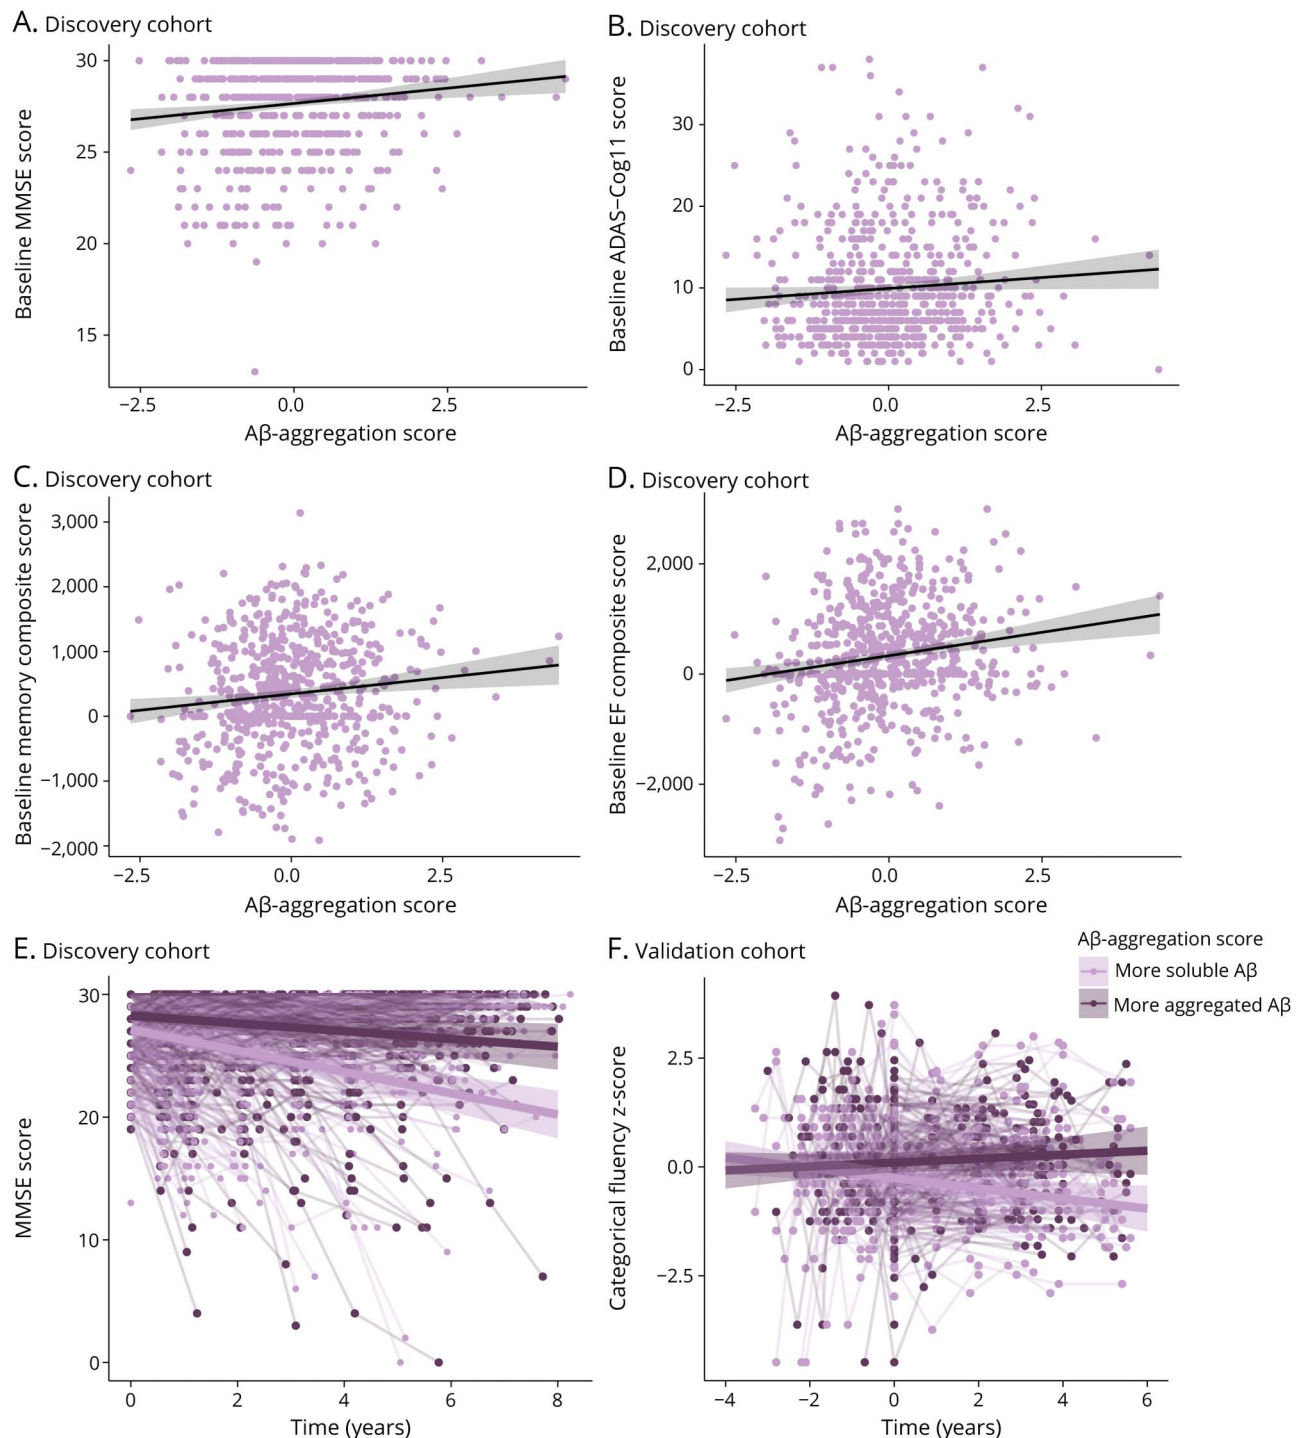 A. Discovery cohort
Baseline MMSE score
30
25
20
15
−2.5 0.0 2.5
Aβ-aggregation score
B. Discovery cohort
Baseline ADAS−Cog11 score
30
20
10
0
−2.5 0.0 2.5
Aβ-aggregation score
C. Discovery cohort
Baseline memory composite score
3,000
2,000
1,000
0
−1,000
−2,000
−2.5 0.0 2.5
Aβ-aggregation score
D. Discovery cohort
Baseline EF composite score
2,000
0
−2,000
−2.5 0.0 2.5
Aβ-aggregation score
E. Discovery cohort
MMSE score
30
20
10
0
0 2 4 6 8
Time (years)
F. Validation cohort
Aβ-aggregation score
More soluble Aβ
More aggregated Aβ
Categorical fluency z-score
2.5
0.0
−2.5
−4 −2 0 2 4 6
Time (years)